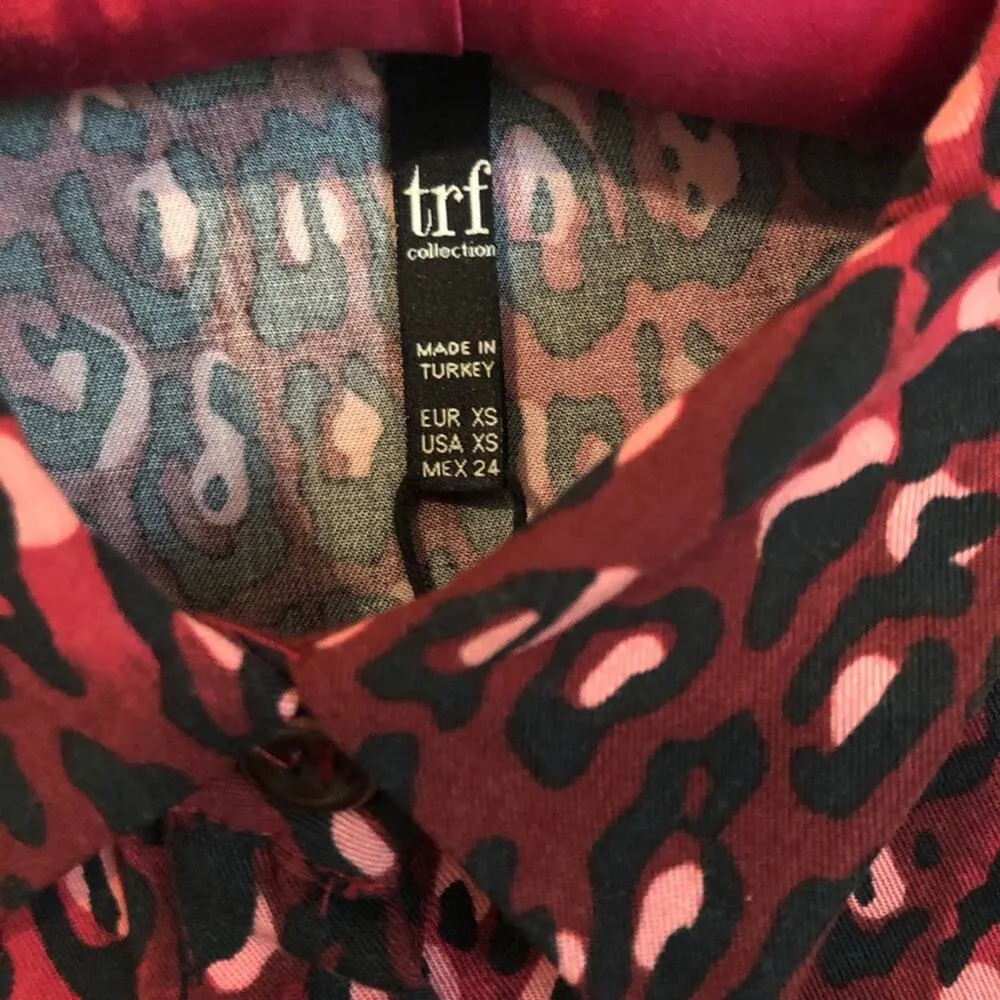 trf
collection
MADE IN
TURKEY
EUR XS
USA XS
MEX 24